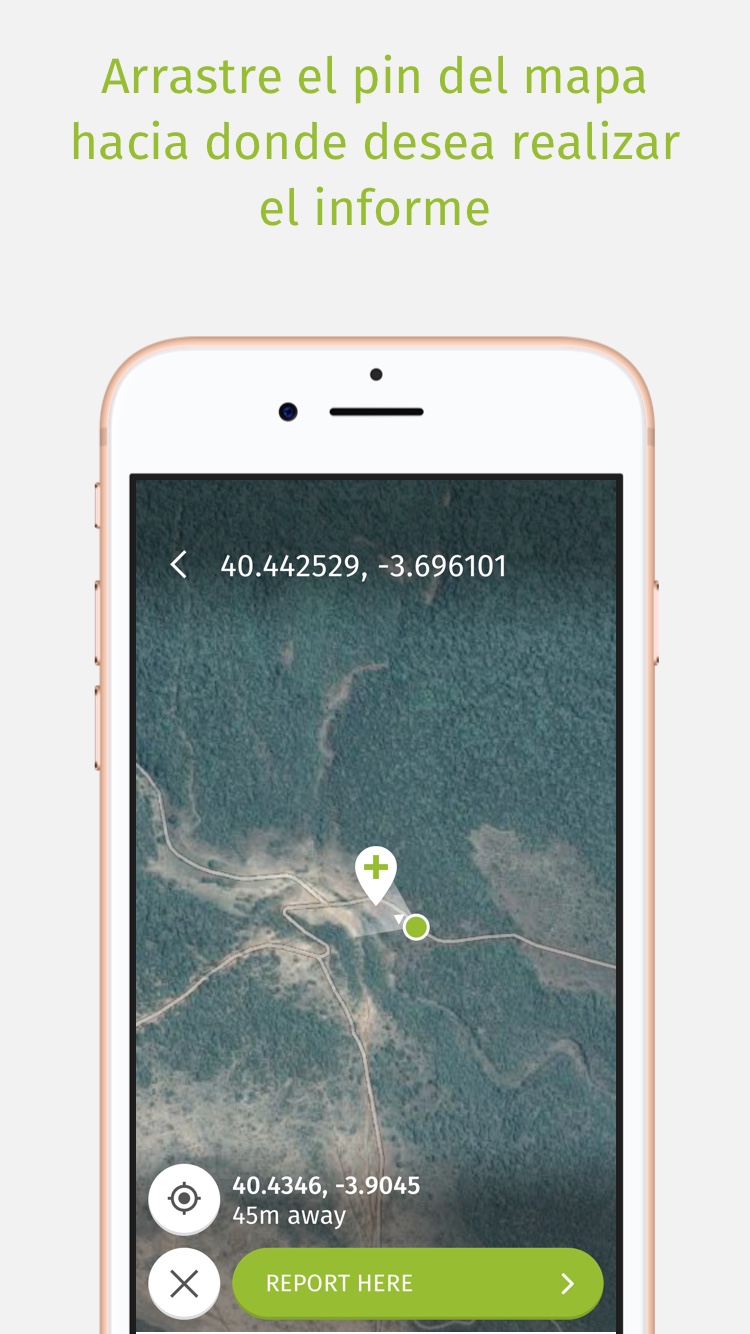 Arrastre el pin del mapa
hacia donde desea realizar
el informe
40.442529, -3.696101
40.4346, -3.9045
45m away
REPORT HERE